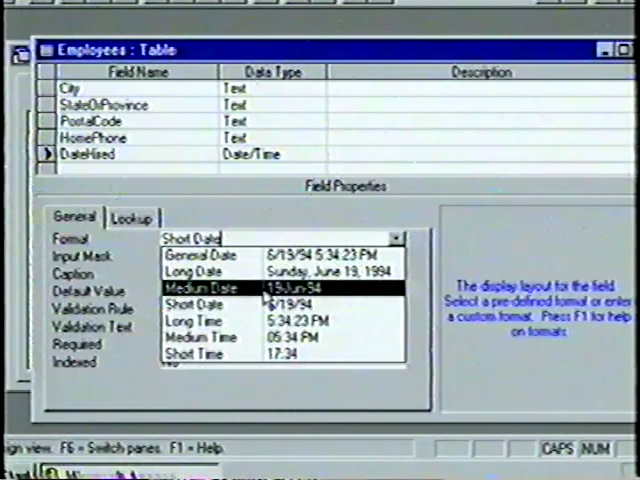 Employees : Table
Field Name Data Type Description
City Text
StateOrProvince Text
PostalCode Text
HomePhone Text
DateHired Date/Time
Field Properties
General Lookup
Format Short Date
Input Mask
Caption
Default Value
Validation Rule
Validation Text
Required
Indexed No
General Date 6/19/94 5:34:23 PM
Long Date Sunday, June 19, 1994
Medium Date 19-Jun-94
Short Date 6/19/94
Long Time 5:34:23 PM
Medium Time 05:34 PM
Short Time 17:34
The display layout for the field.
Select a pre-defined format or enter
a custom format. Press F1 for help
on formats.
ign view. F6 = Switch panes. F1 = Help. CAPS NUM